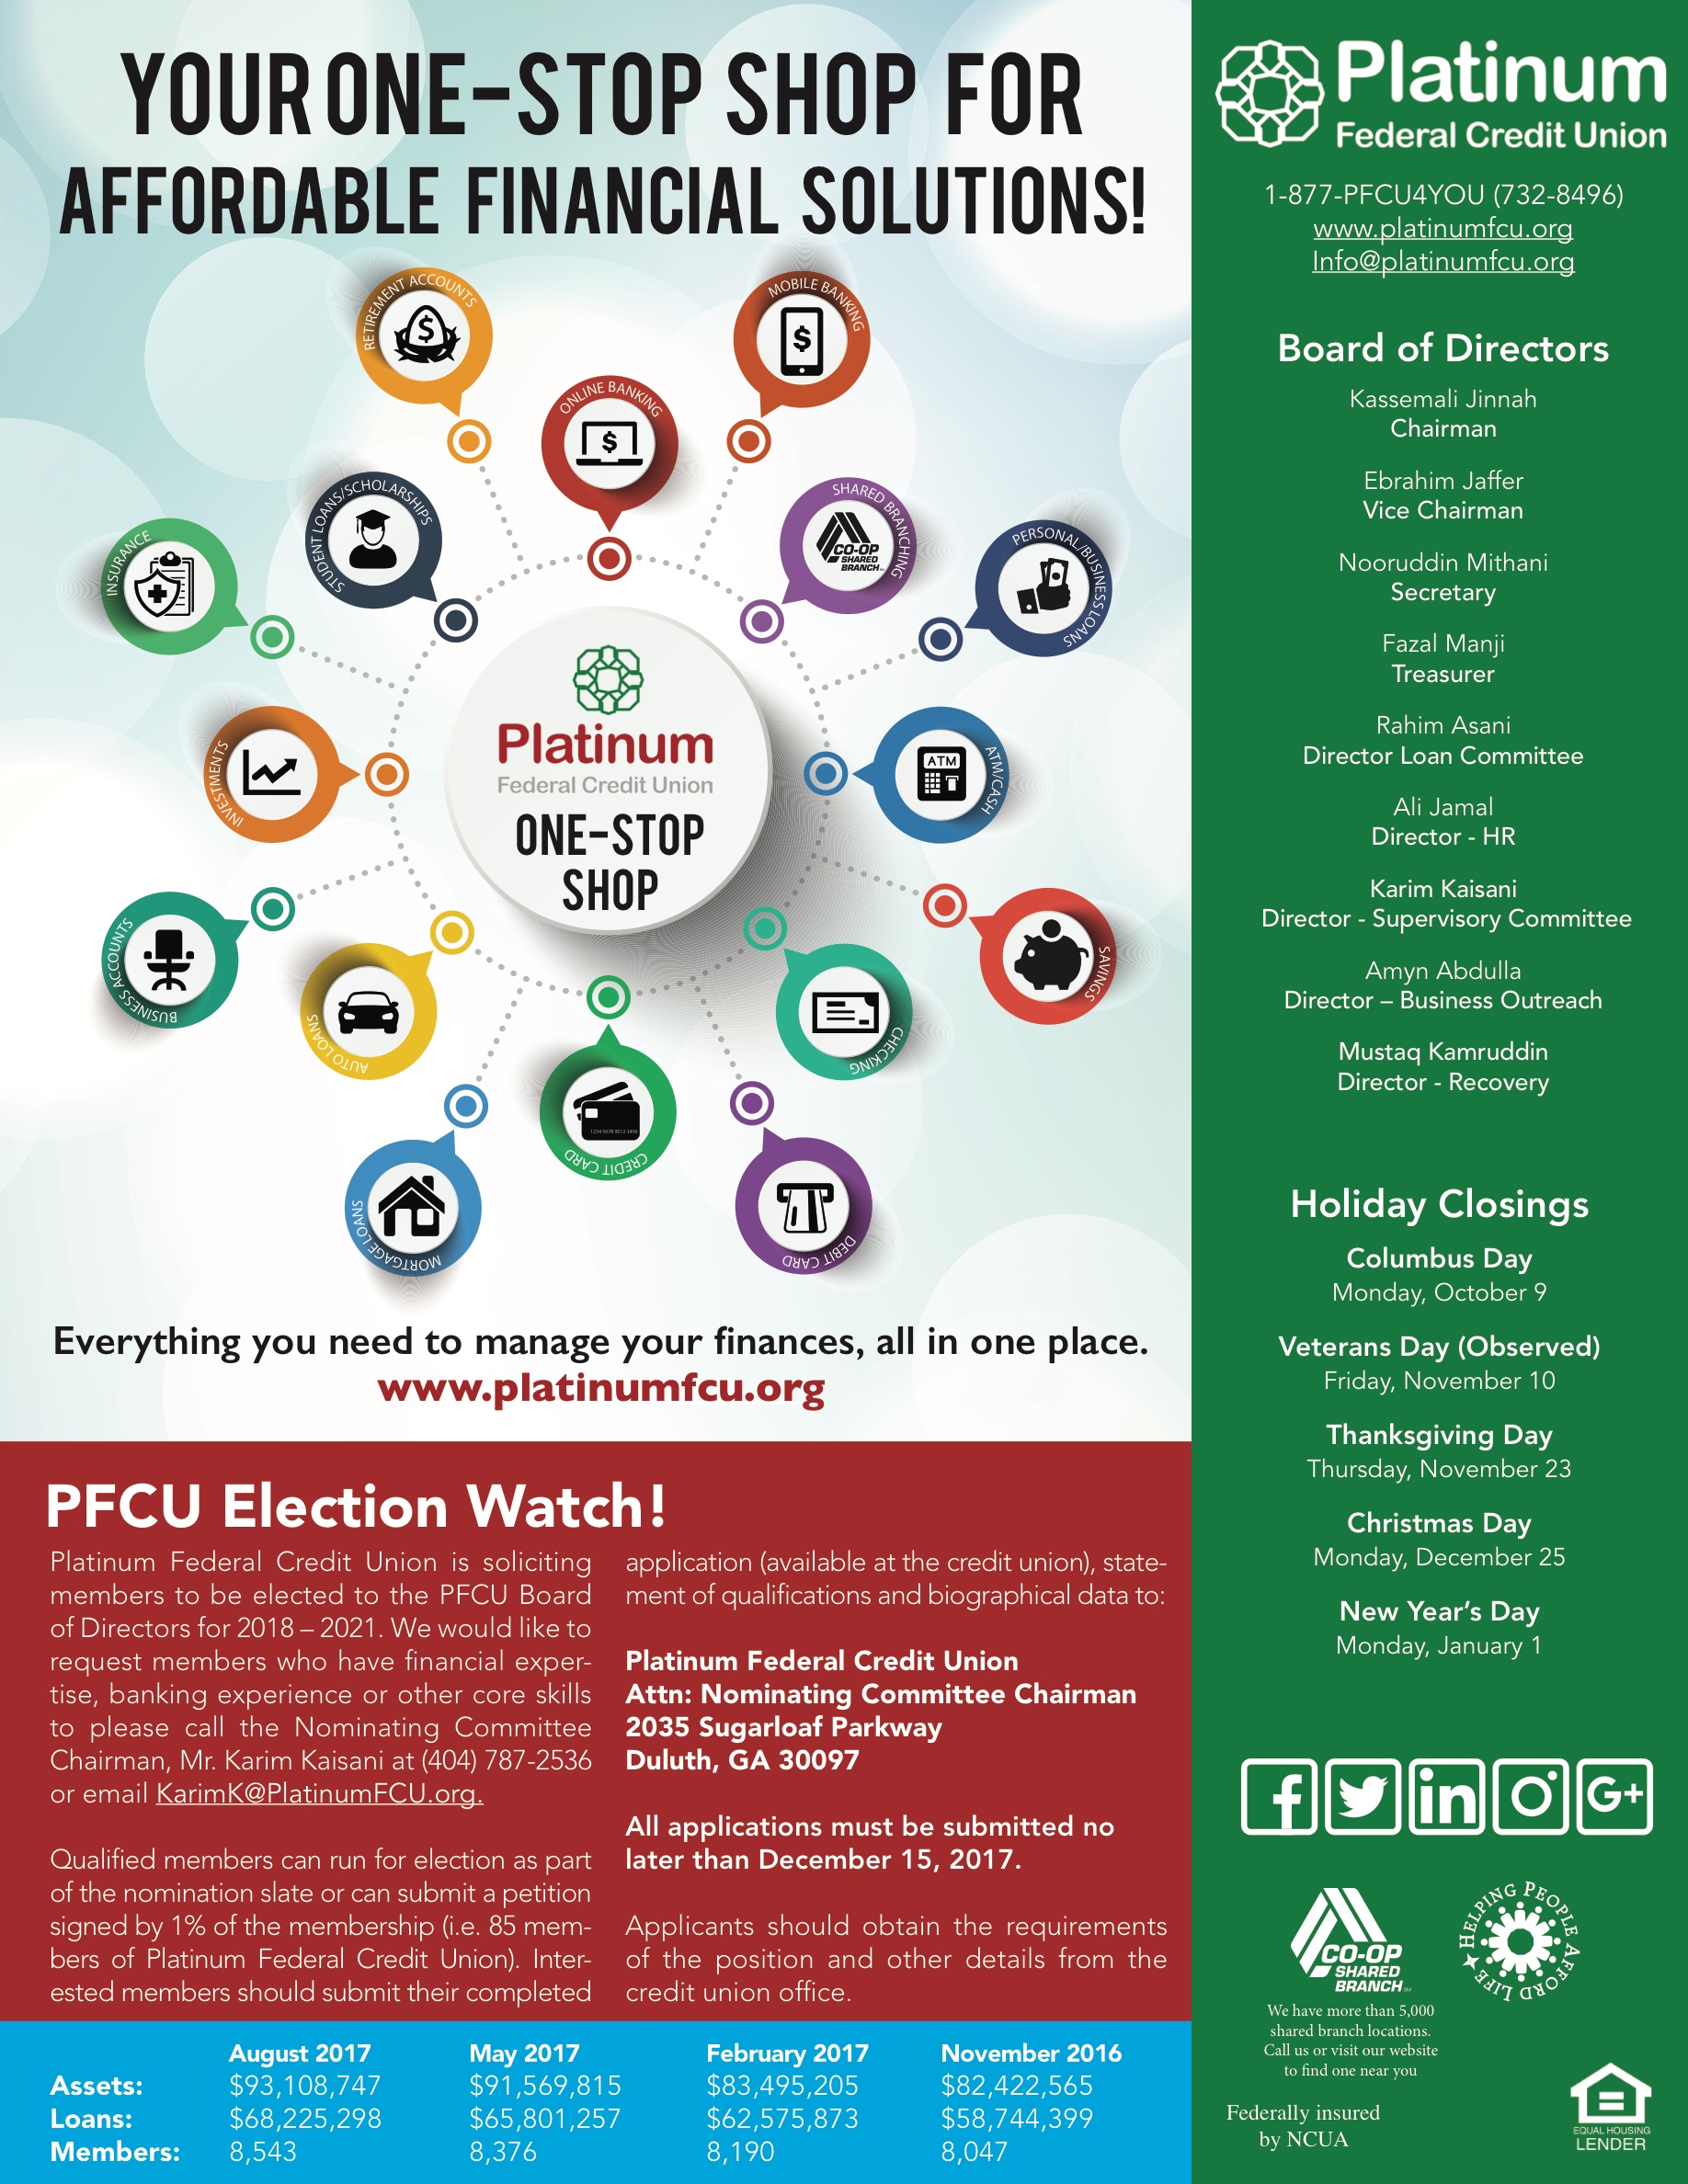 YOUR ONE-STOP SHOP FOR
AFFORDABLE FINANCIAL SOLUTIONS!
RETIREMENT ACCOUNTS
MOBILE BANKING
ONLINE BANKING
STUDENT LOANS/SCHOLARSHIPS
SHARED BRANCHING
CO-OP
SHARED
BRANCH
INSURANCE
PERSONAL/BUSINESS LOANS
INVESTMENTS
Platinum
Federal Credit Union
ONE-STOP
SHOP
ATM
ATM/CASH
BUSINESS ACCOUNTS
AUTO LOANS
CHECKING
SAVINGS
1234 5678 9012 3456
CREDIT CARD
MORTGAGE LOANS
DEBIT CARD
Everything you need to manage your finances, all in one place.
www.platinumfcu.org
PFCU Election Watch!
Platinum Federal Credit Union is soliciting
members to be elected to the PFCU Board
of Directors for 2018 – 2021. We would like to
request members who have financial exper-
tise, banking experience or other core skills
to please call the Nominating Committee
Chairman, Mr. Karim Kaisani at (404) 787-2536
or email KarimK@PlatinumFCU.org.
Qualified members can run for election as part
of the nomination slate or can submit a petition
signed by 1% of the membership (i.e. 85 mem-
bers of Platinum Federal Credit Union). Inter-
ested members should submit their completed
application (available at the credit union), state-
ment of qualifications and biographical data to:
Platinum Federal Credit Union
Attn: Nominating Committee Chairman
2035 Sugarloaf Parkway
Duluth, GA 30097
All applications must be submitted no
later than December 15, 2017.
Applicants should obtain the requirements
of the position and other details from the
credit union office.
August 2017 May 2017 February 2017 November 2016
Assets: $93,108,747 $91,569,815 $83,495,205 $82,422,565
Loans: $68,225,298 $65,801,257 $62,575,873 $58,744,399
Members: 8,543 8,376 8,190 8,047
Platinum
Federal Credit Union
1-877-PFCU4YOU (732-8496)
www.platinumfcu.org
Info@platinumfcu.org
Board of Directors
Kassemali Jinnah
Chairman
Ebrahim Jaffer
Vice Chairman
Nooruddin Mithani
Secretary
Fazal Manji
Treasurer
Rahim Asani
Director Loan Committee
Ali Jamal
Director - HR
Karim Kaisani
Director - Supervisory Committee
Amyn Abdulla
Director – Business Outreach
Mustaq Kamruddin
Director - Recovery
Holiday Closings
Columbus Day
Monday, October 9
Veterans Day (Observed)
Friday, November 10
Thanksgiving Day
Thursday, November 23
Christmas Day
Monday, December 25
New Year's Day
Monday, January 1
f
in
G+
CO-OP
SHARED
BRANCH
HELPING PEOPLE AFFORD LIFE
We have more than 5,000
shared branch locations.
Call us or visit our website
to find one near you
Federally insured
by NCUA
EQUAL HOUSING
LENDER